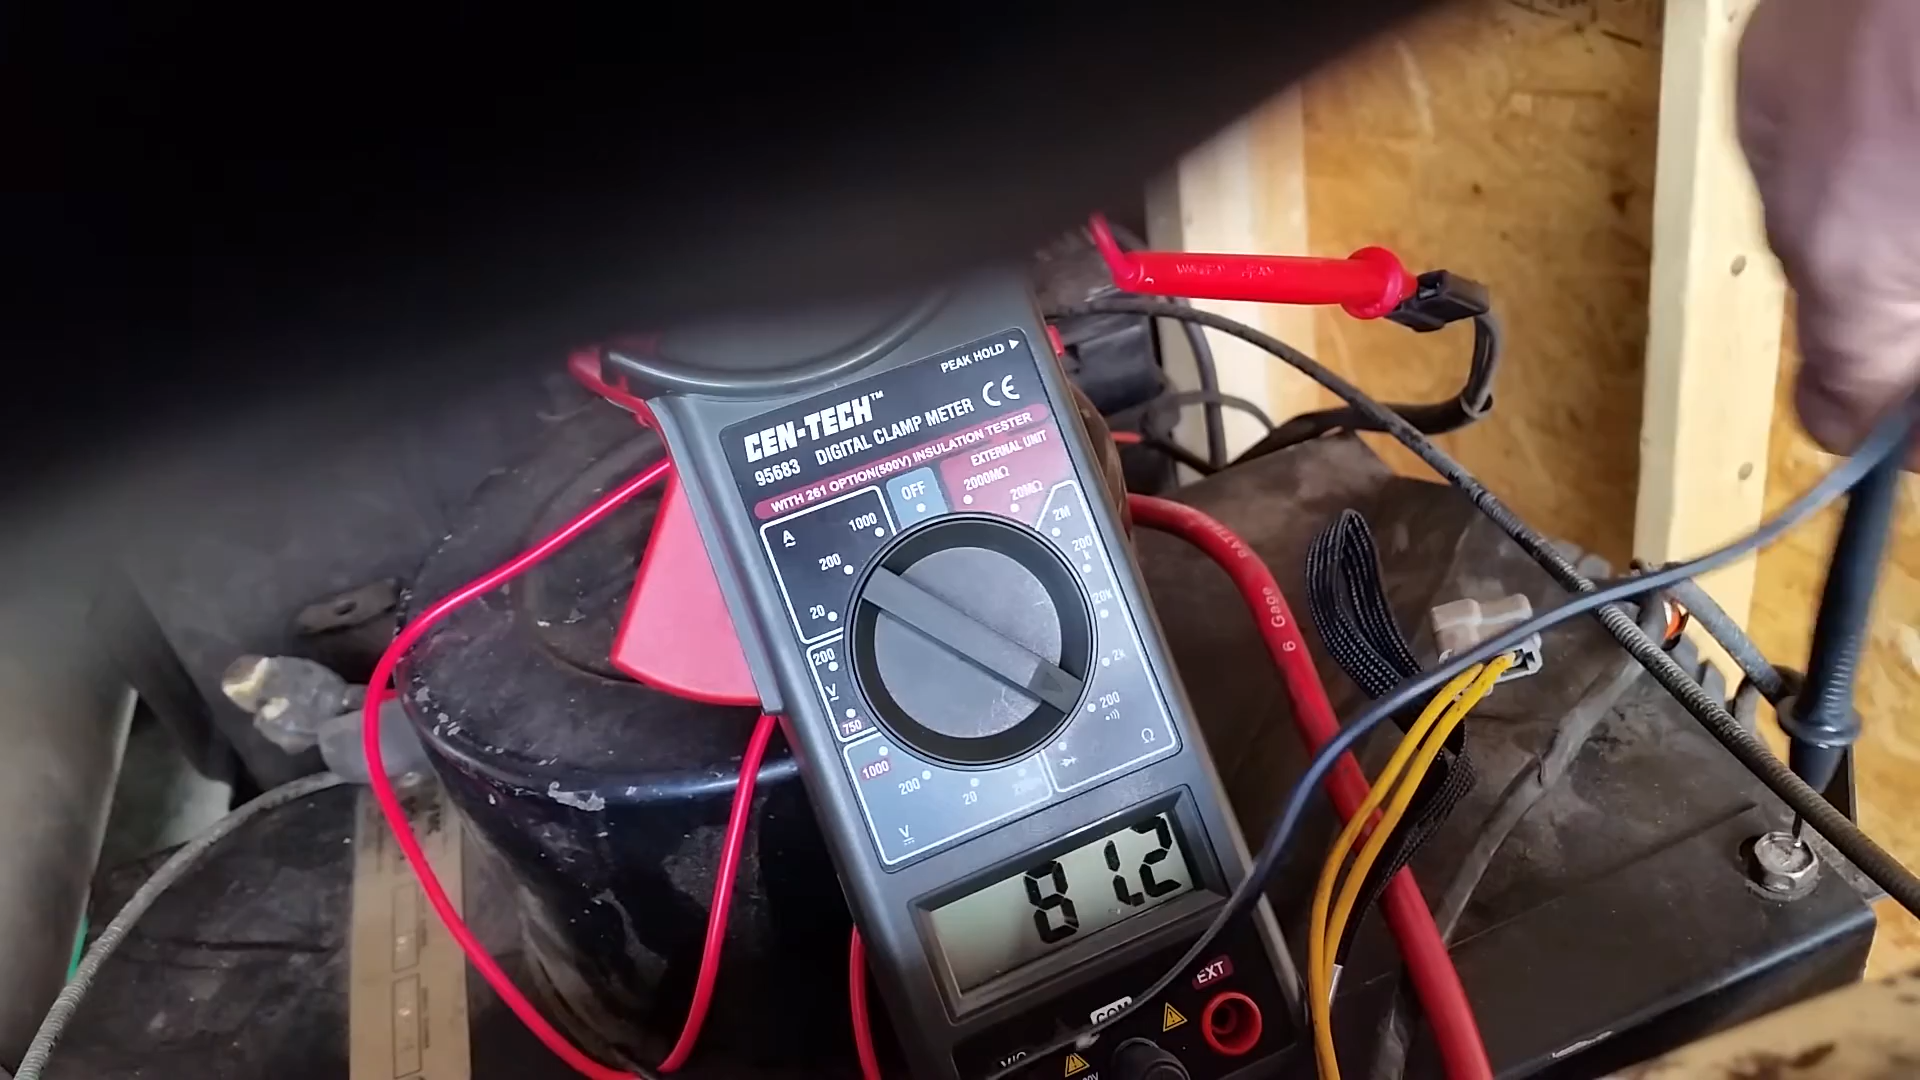 PEAK HOLD
CEN-TECH™
95683 DIGITAL CLAMP METER CE
WITH 261 OPTION(500V) INSULATION TESTER
EXTERNAL UNIT
OFF
2000MΩ
20MΩ
A
1000
200
20
2M
200
k
20k
2k
200
Ω
200
V
750
1000
200
20
V
81.2
EXT
COM
6 Gage